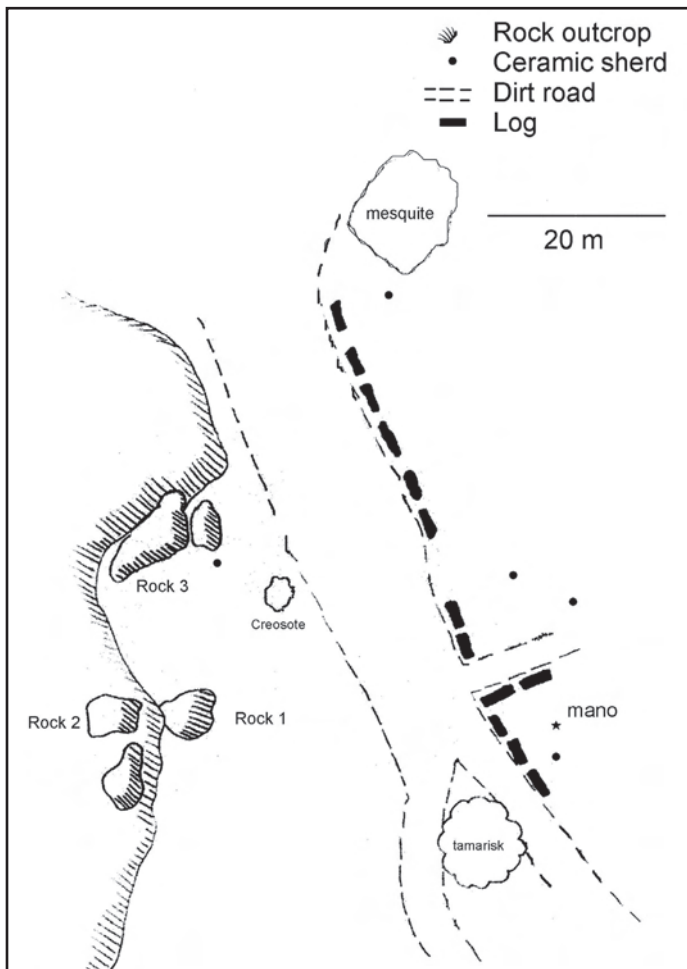 Rock outcrop
Ceramic sherd
Dirt road
Log
mesquite
20 m
Rock 3
Creosote
Rock 2
Rock 1
mano
tamarisk